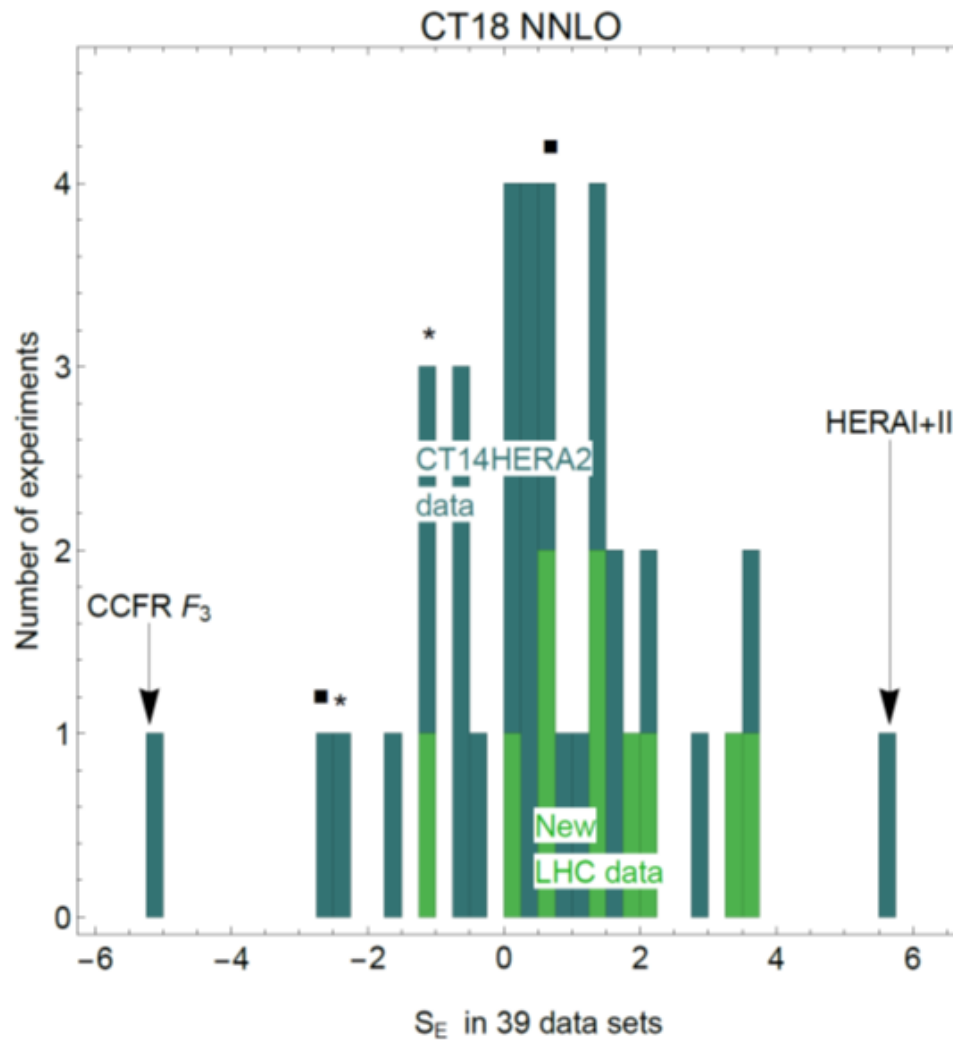 CT18 NNLO
4
*
3
HERAI+II
CT14HERA2
data
Number of experiments
2
CCFR F₃
*
1
New
LHC data
0
−6 −4 −2 0 2 4 6
S_E in 39 data sets